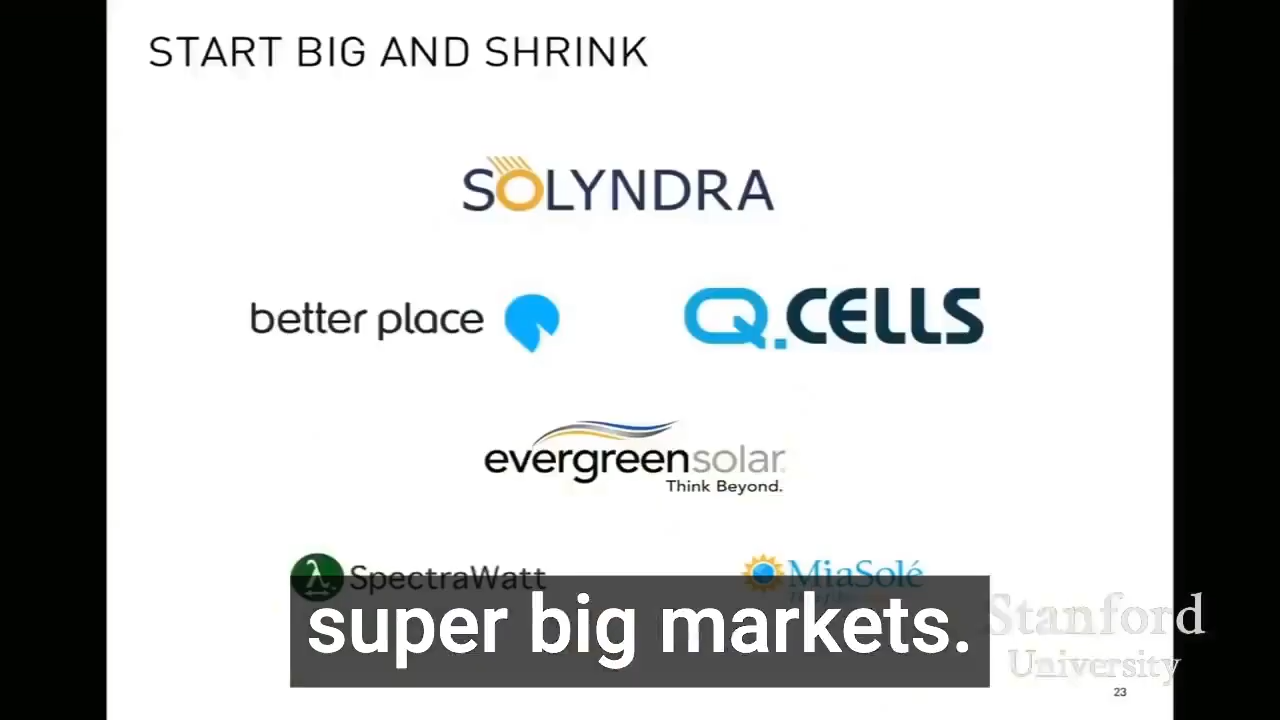 START BIG AND SHRINK
SOLYNDRA
better place
Q.CELLS
evergreensolar
Think Beyond.
SpectraWatt
MiaSolé
super big markets.
Stanford
University
23